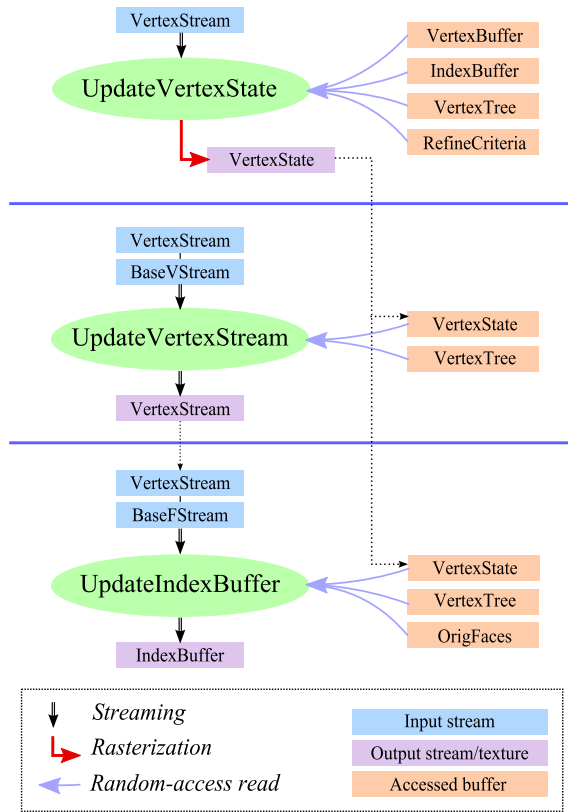 VertexStream
VertexBuffer
UpdateVertexState
IndexBuffer
VertexTree
RefineCriteria
VertexState
VertexStream
BaseVStream
UpdateVertexStream
VertexState
VertexTree
VertexStream
VertexStream
BaseFStream
UpdateIndexBuffer
VertexState
VertexTree
OrigFaces
IndexBuffer
Streaming
Rasterization
Random-access read
Input stream
Output stream/texture
Accessed buffer